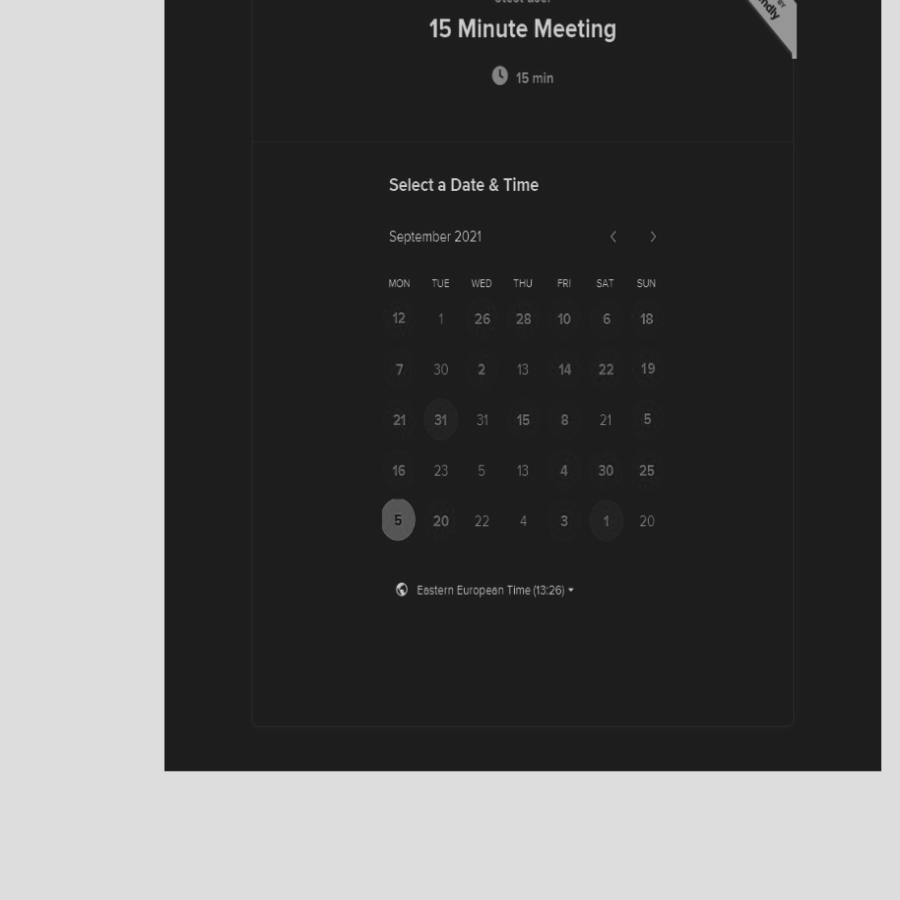 15 Minute Meeting
15 min
Select a Date & Time
September 2021
MON TUE WED THU FRI SAT SUN
12 1 26 28 10 6 18
7 30 2 13 14 22 19
21 31 31 15 8 21 5
16 23 5 13 4 30 25
5 20 22 4 3 1 20
Eastern European Time (13:26)